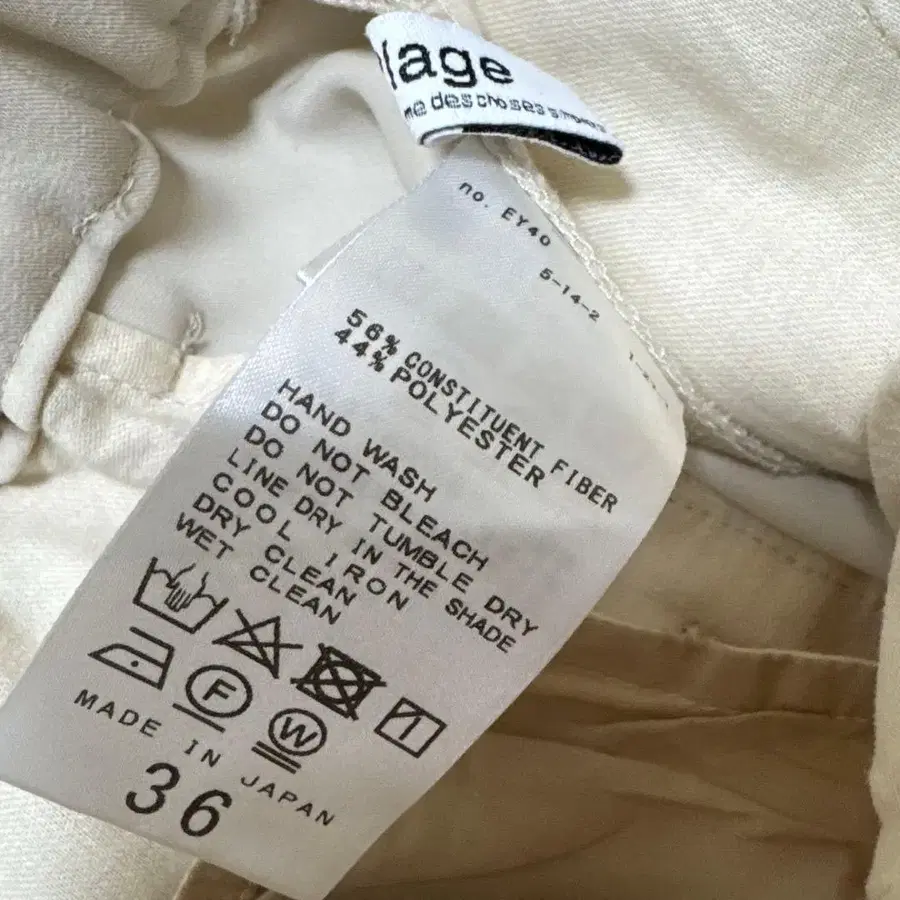 lage
me des choses simples
no. EY40
5-14-2
56% CONSTITUENT FIBER
44% POLYESTER
HAND WASH
DO NOT BLEACH
DO NOT TUMBLE DRY
LINE DRY IN THE SHADE
COOL IRON
DRY CLEAN
WET CLEAN
F
W
MADE IN JAPAN
36